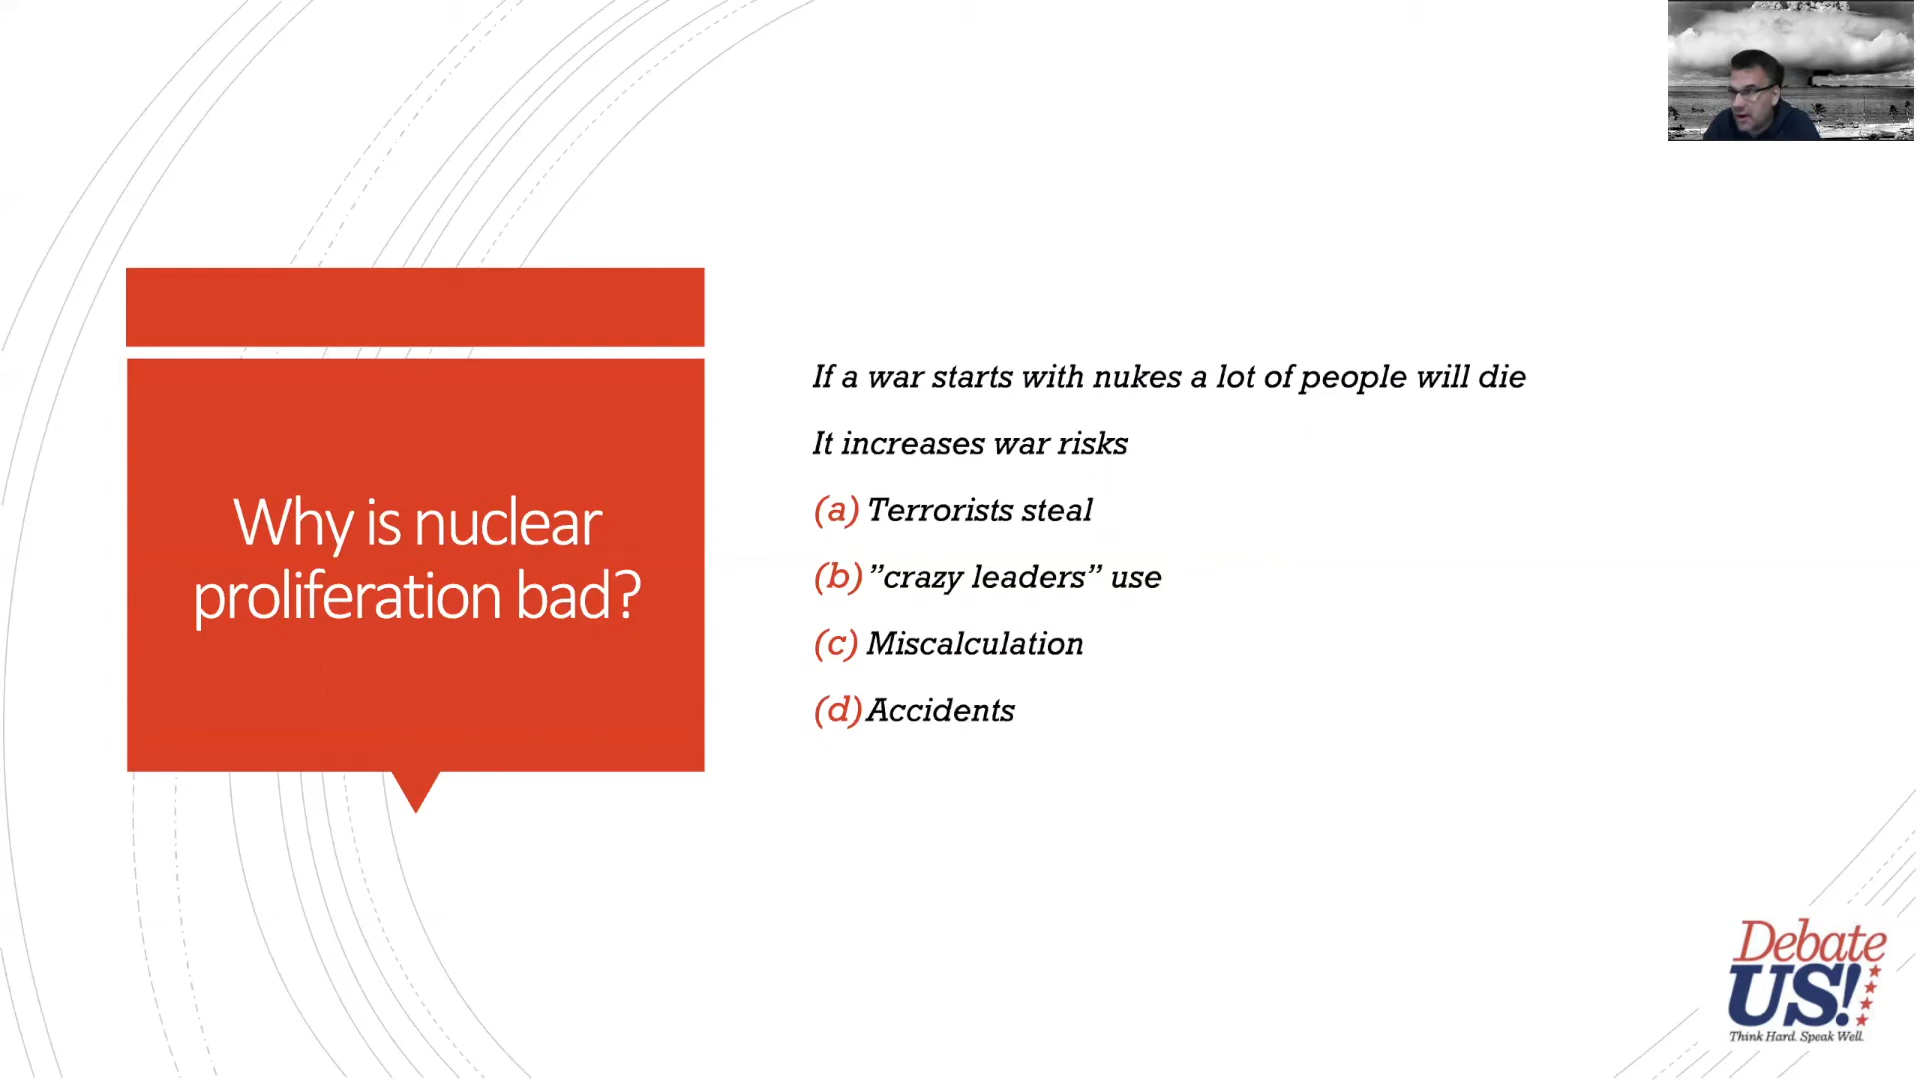 Why is nuclear
proliferation bad?
If a war starts with nukes a lot of people will die
It increases war risks
(a) Terrorists steal
(b) ”crazy leaders” use
(c) Miscalculation
(d) Accidents
Debate
US!
Think Hard. Speak Well.